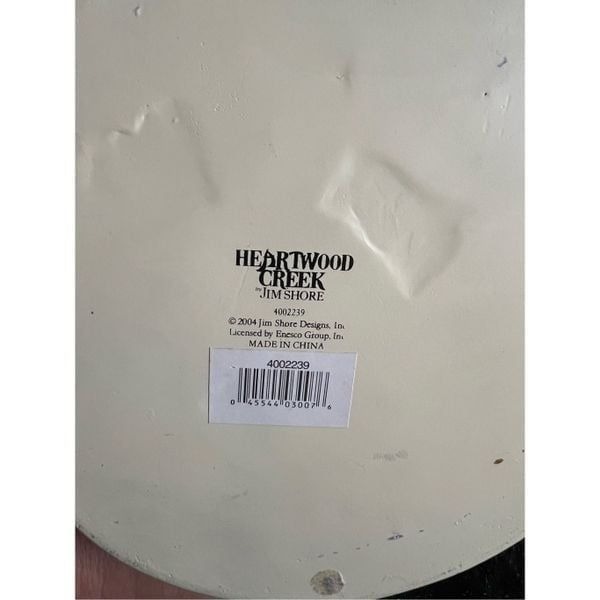 HEARTWOOD
CREEK
by JIM SHORE
4002239
© 2004 Jim Shore Designs, Inc
Licensed by Enesco Group, In
MADE IN CHINA
4002239
0 45544 03007 6